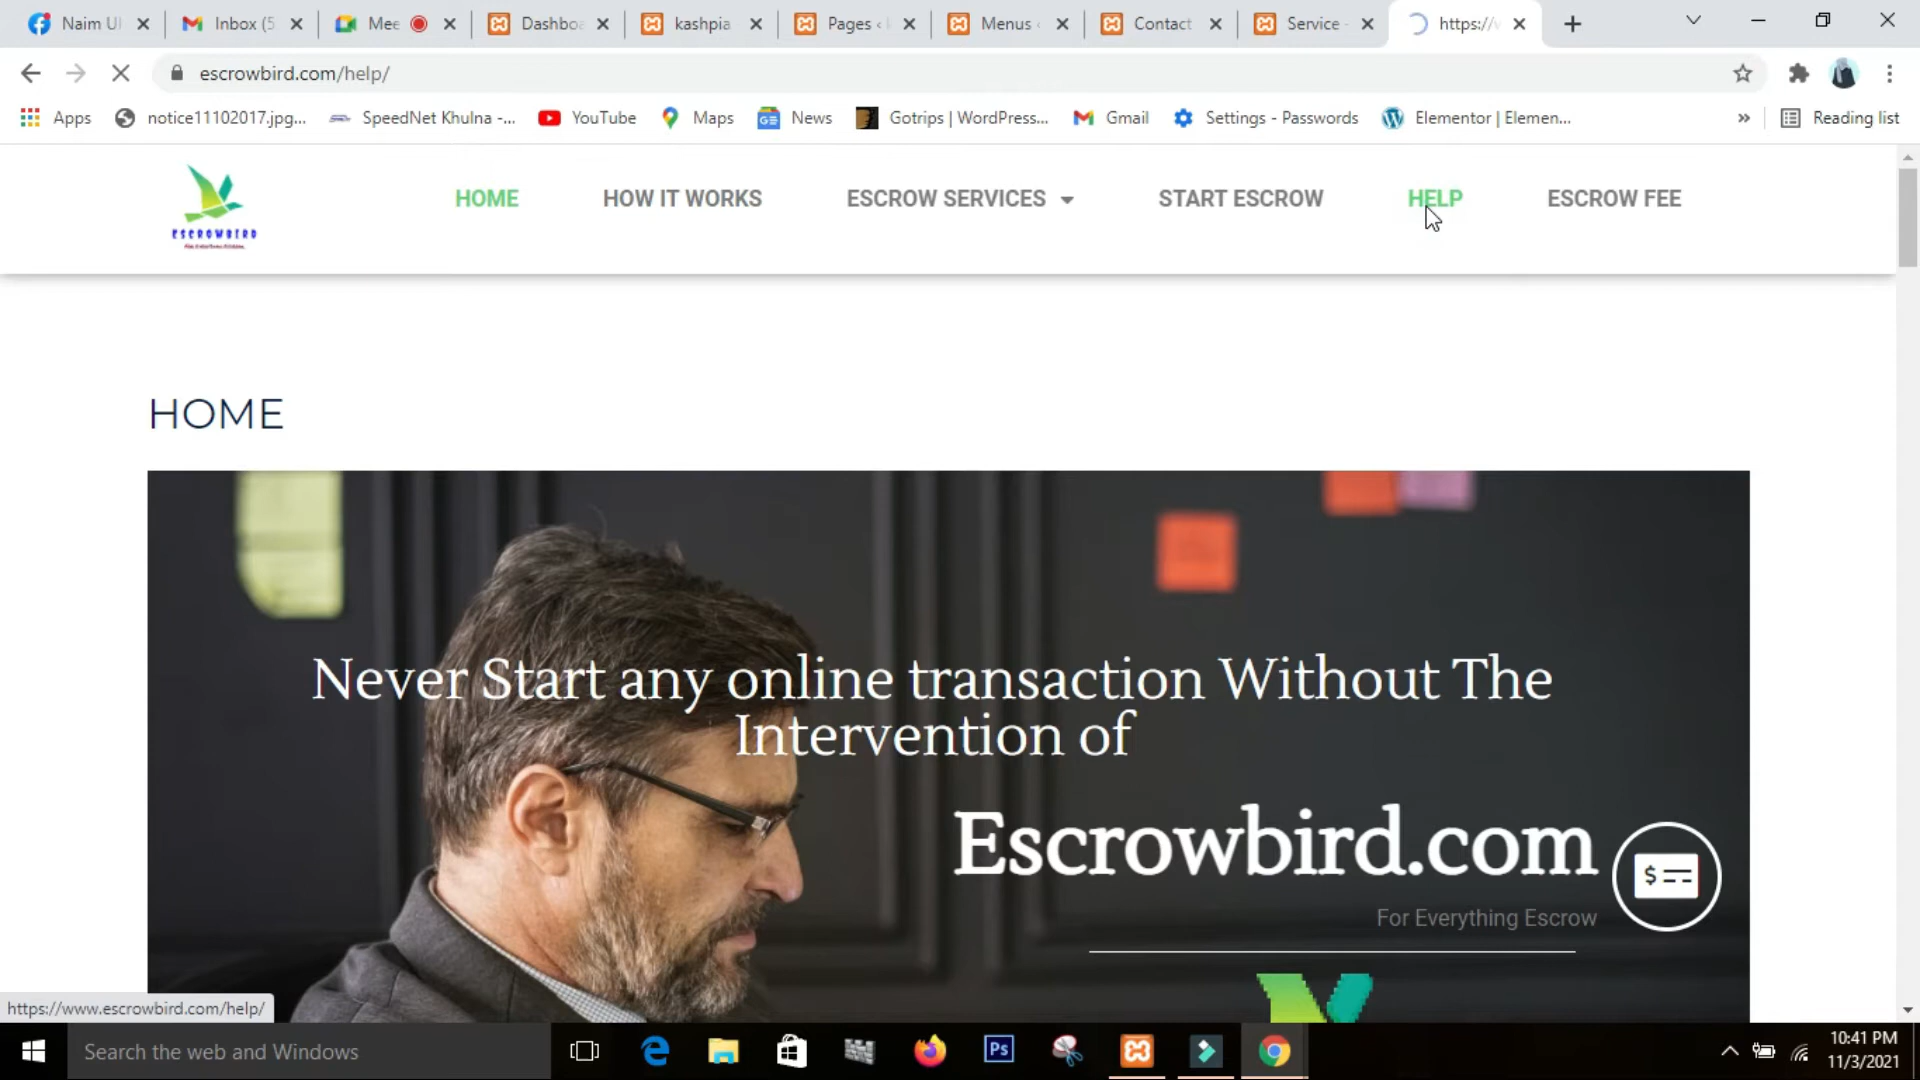 Naim Ul
Inbox (5
Mee
Dashboa
kashpia
Pages ‹
Menus ‹
Contact
Service -
https://v
escrowbird.com/help/
Apps
notice11102017.jpg...
SpeedNet Khulna -...
YouTube
Maps
News
Gotrips | WordPress...
Gmail
Settings - Passwords
Elementor | Elemen...
»
Reading list
ESCROWBIRD
HOME
HOW IT WORKS
ESCROW SERVICES
START ESCROW
HELP
ESCROW FEE
HOME
Never Start any online transaction Without The
Intervention of
Escrowbird.com
$
For Everything Escrow
https://www.escrowbird.com/help/
Search the web and Windows
Ps
10:41 PM
11/3/2021